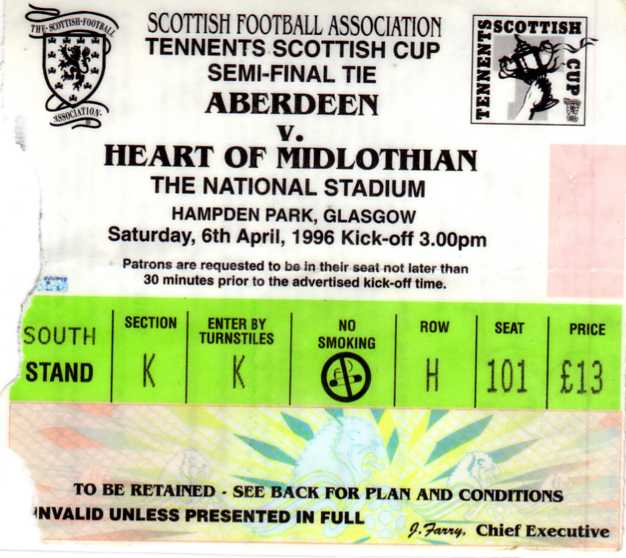 THE SCOTTISH FOOTBALL
ASSOCIATION
SCOTTISH FOOTBALL ASSOCIATION
TENNENTS SCOTTISH CUP
SEMI-FINAL TIE
ABERDEEN
v.
HEART OF MIDLOTHIAN
THE NATIONAL STADIUM
HAMPDEN PARK, GLASGOW
Saturday, 6th April, 1996 Kick-off 3.00pm
Patrons are requested to be in their seat not later than
30 minutes prior to the advertised kick-off time.
TENNENTS
SCOTTISH
CUP
SOUTH
STAND
SECTION
K
ENTER BY
TURNSTILES
K
NO
SMOKING
ROW
H
SEAT
101
PRICE
£13
TO BE RETAINED - SEE BACK FOR PLAN AND CONDITIONS
INVALID UNLESS PRESENTED IN FULL
J. Farry, Chief Executive